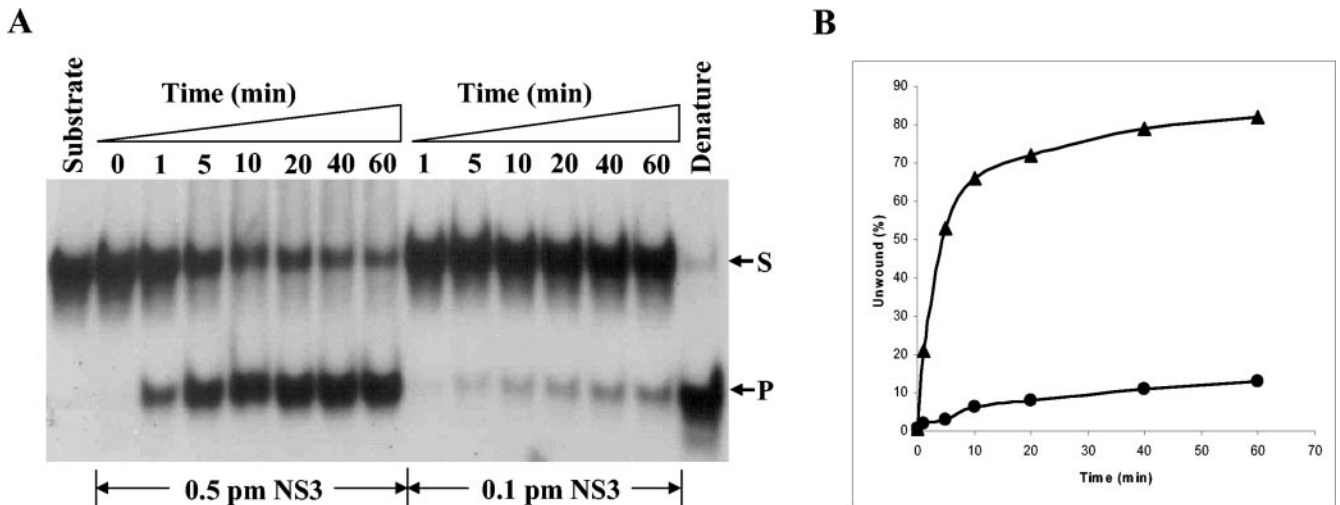 A
Substrate
Time (min)
Time (min)
Denature
0 1 5 10 20 40 60 1 5 10 20 40 60
S
P
0.5 pm NS3
0.1 pm NS3
B
90
80
70
60
50
40
30
20
10
0
Unwound (%)
0 10 20 30 40 50 60 70
Time (min)